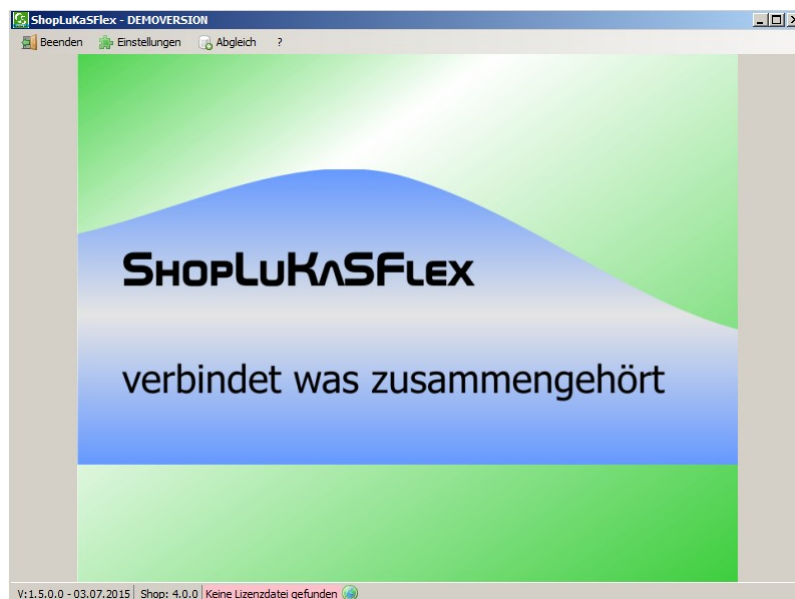 ShopLuKaSFlex - DEMOVERSION
Beenden Einstellungen Abgleich ?
ShopLuKaSFlex
verbindet was zusammengehört
V:1.5.0.0 - 03.07.2015 Shop: 4.0.0 Keine Lizenzdatei gefunden